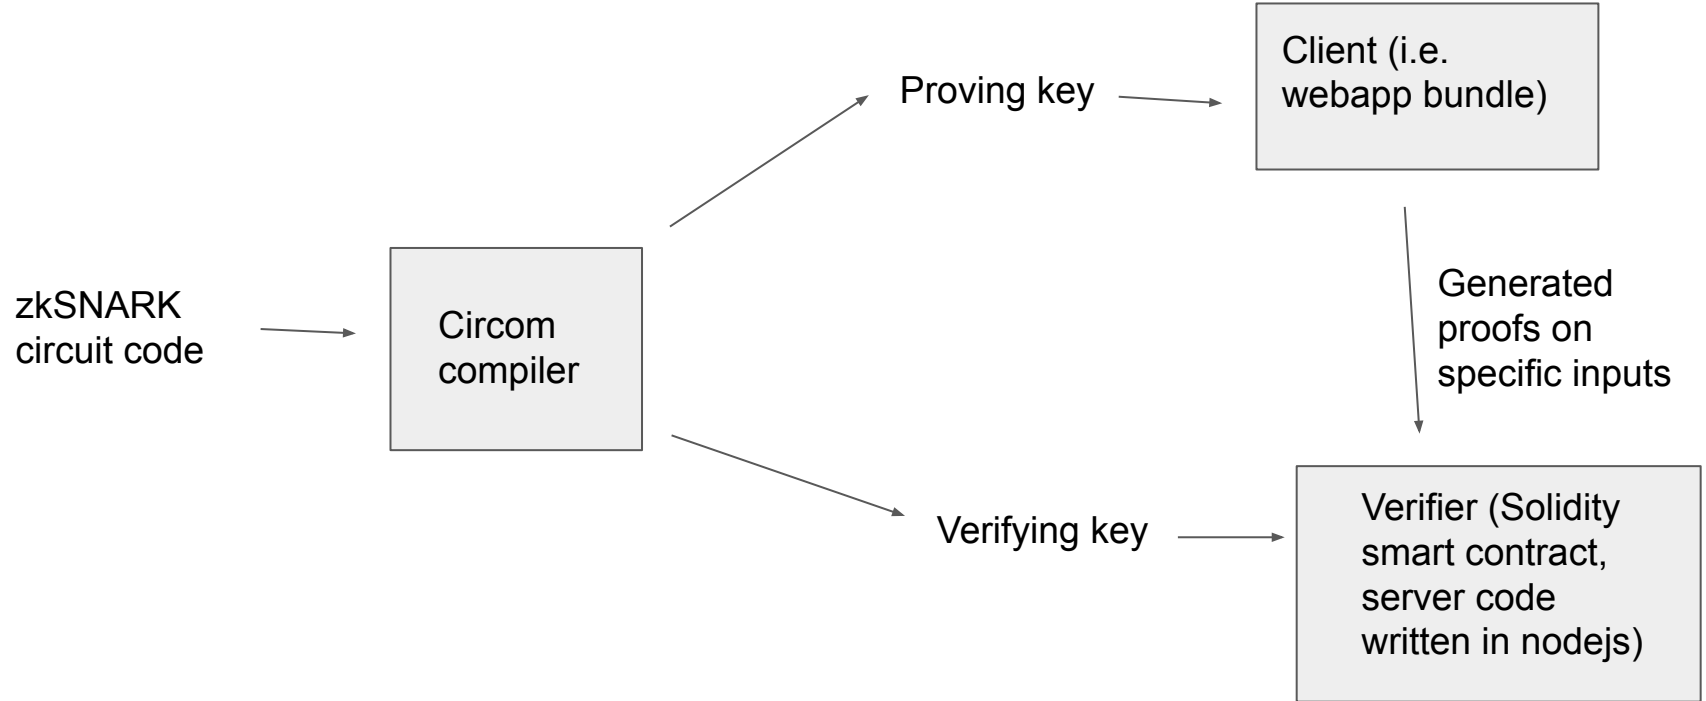 Client (i.e.
webapp bundle)
Proving key
zkSNARK
circuit code
Circom
compiler
Generated
proofs on
specific inputs
Verifying key
Verifier (Solidity
smart contract,
server code
written in nodejs)